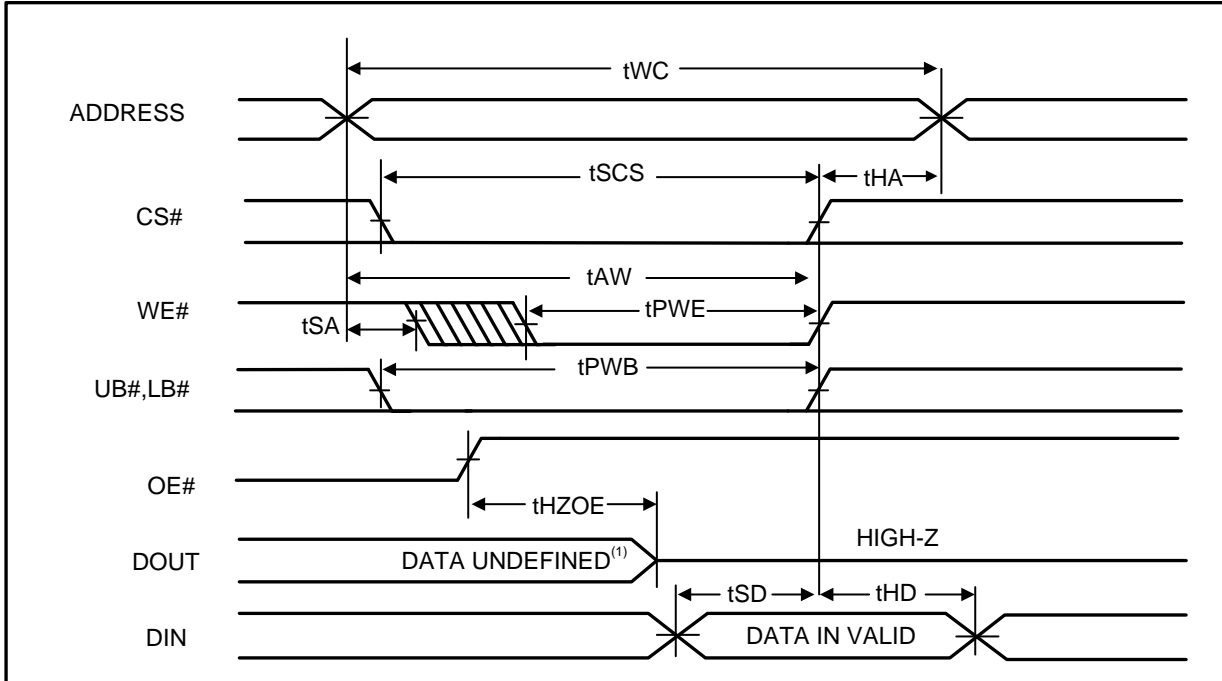 tWC
ADDRESS
tSCS
tHA
CS#
tAW
WE#
tSA
tPWE
tPWB
UB#,LB#
OE#
tHZOE
HIGH-Z
DOUT
DATA UNDEFINED(1)
tSD
tHD
DIN
DATA IN VALID